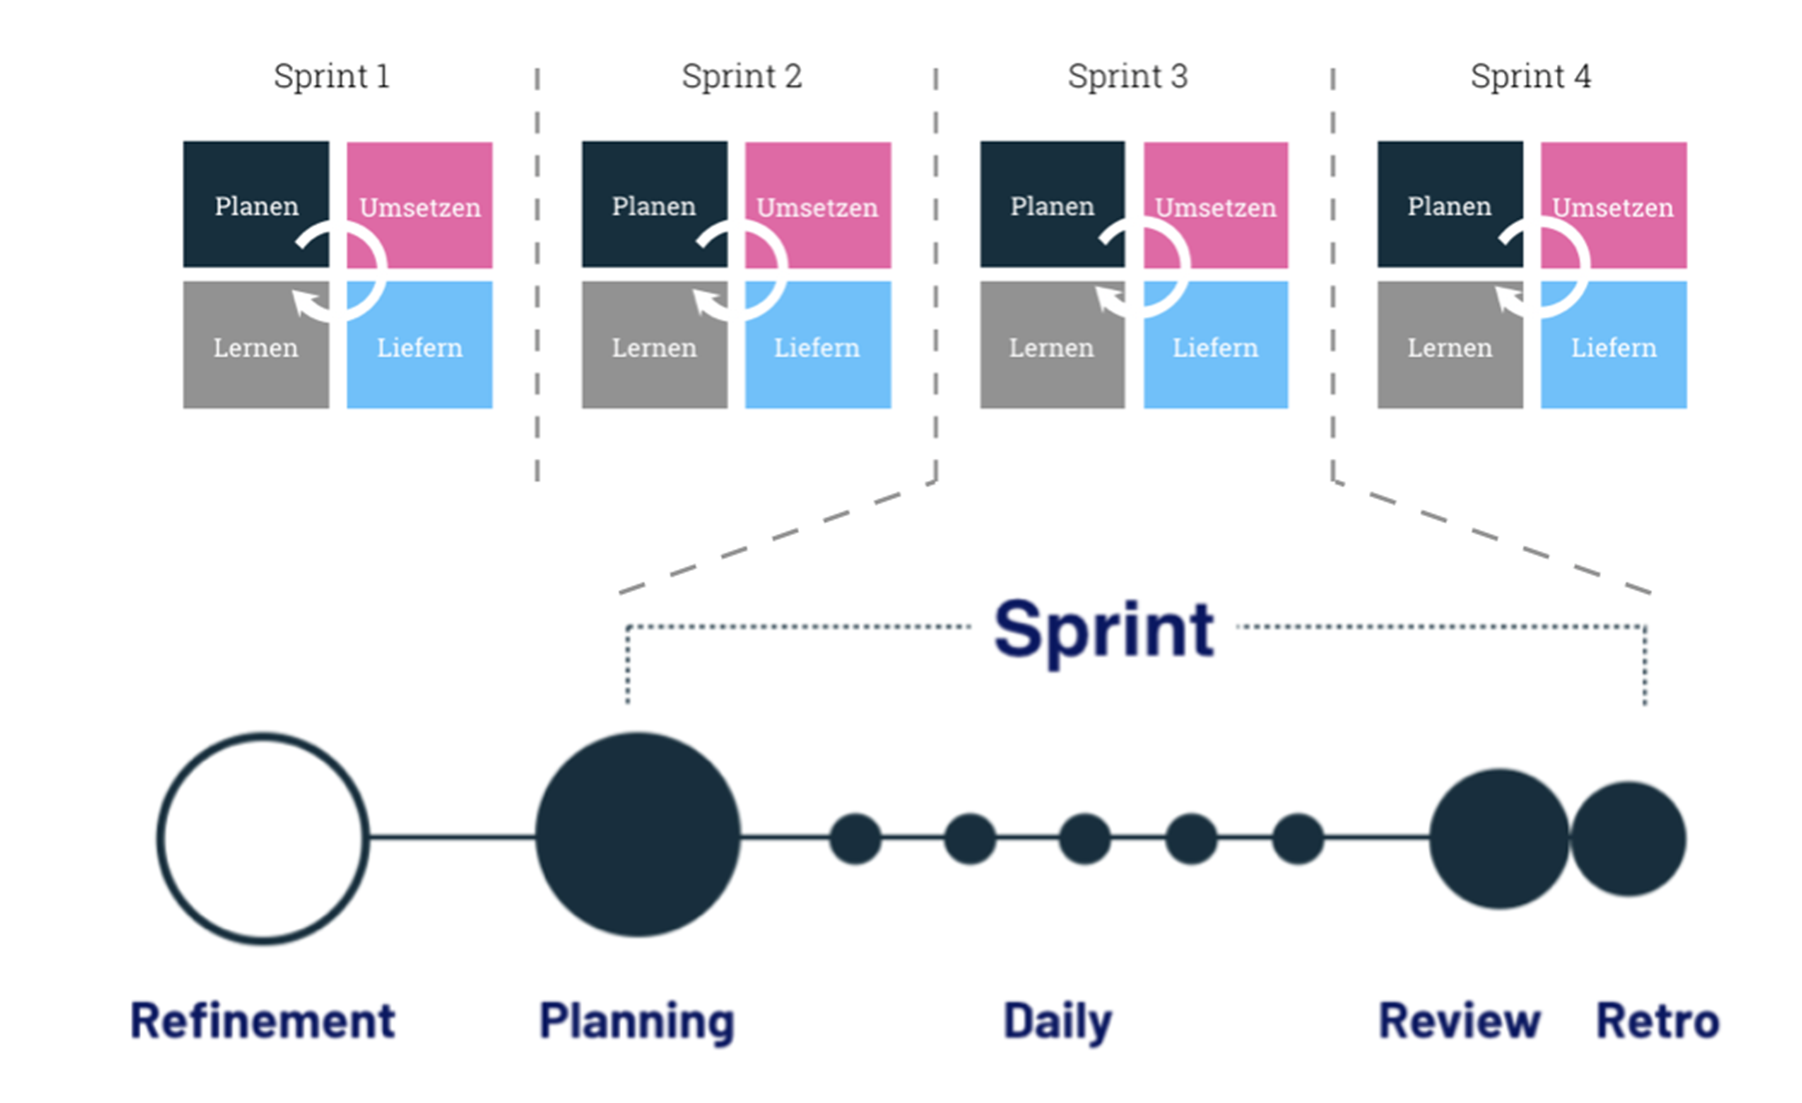 Sprint 1
Sprint 2
Sprint 3
Sprint 4
Planen
Umsetzen
Planen
Umsetzen
Planen
Umsetzen
Planen
Umsetzen
Lernen
Liefern
Lernen
Liefern
Lernen
Liefern
Lernen
Liefern
Sprint
Refinement
Planning
Daily
Review
Retro